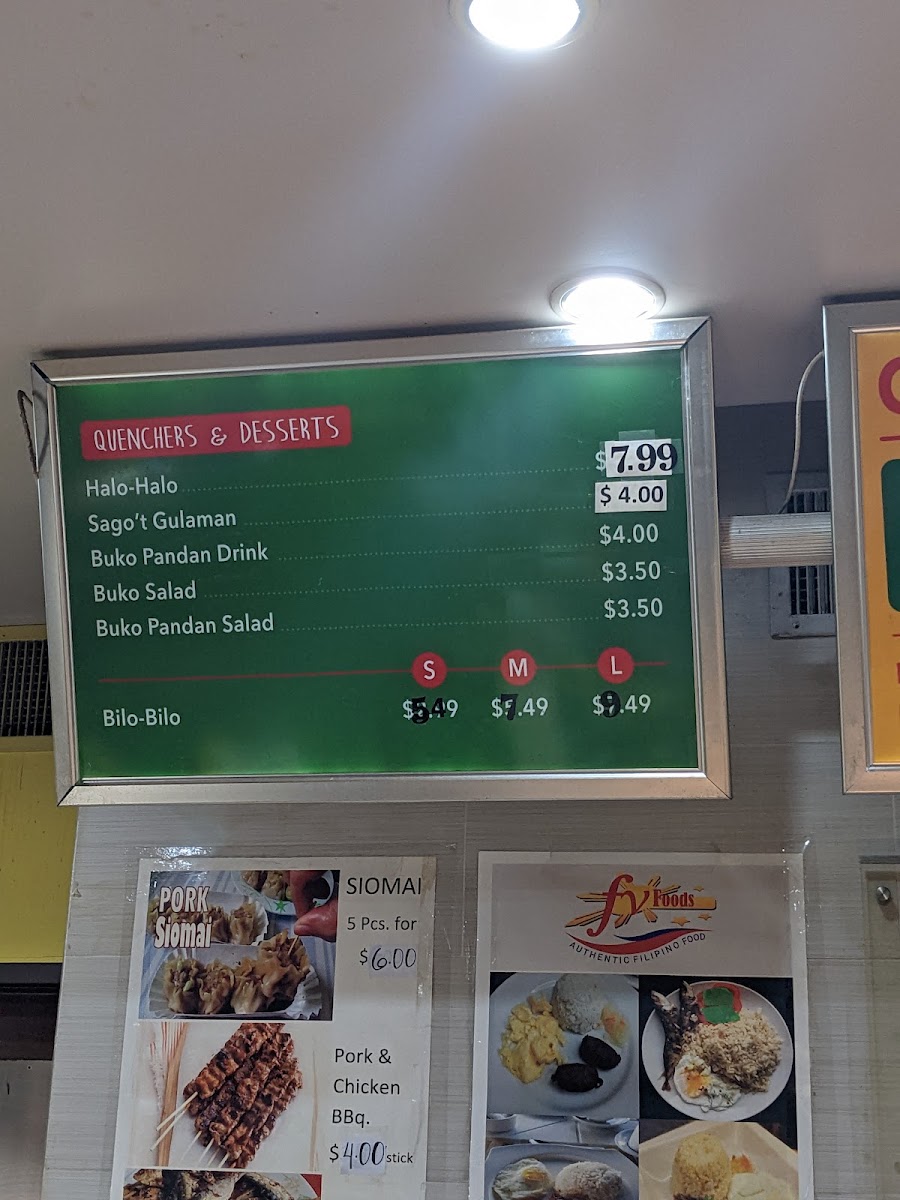 QUENCHERS & DESSERTS
Halo-Halo $7.99
Sago't Gulaman $4.00
Buko Pandan Drink $4.00
Buko Salad $3.50
Buko Pandan Salad $3.50
S M L
Bilo-Bilo $5.49 $7.49 $9.49
PORK
Siomai
SIOMAI
5 Pcs. for
$6.00
Pork &
Chicken
BBq.
$4.00 stick
fv Foods
AUTHENTIC FILIPINO FOOD